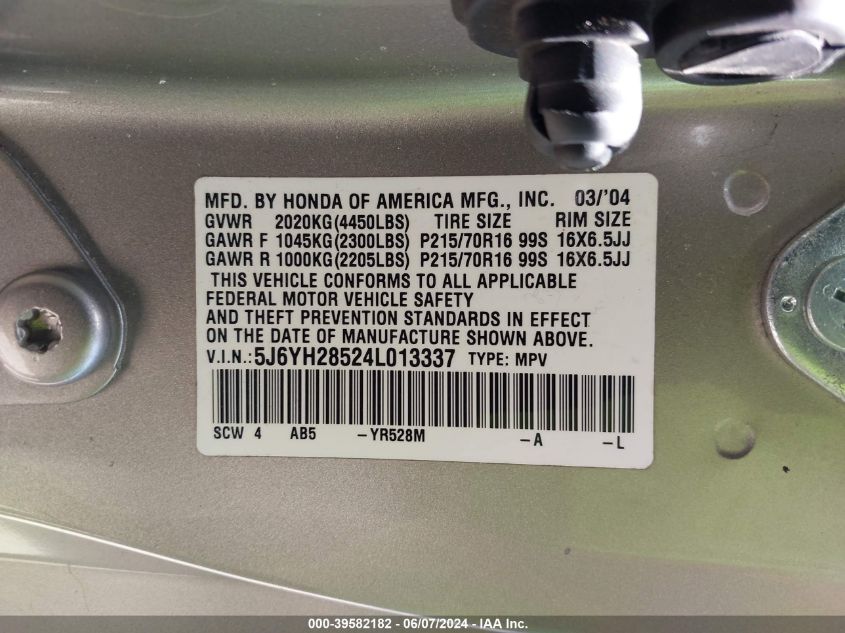 MFD. BY HONDA OF AMERICA MFG., INC. 03/'04
GVWR 2020KG(4450LBS) TIRE SIZE RIM SIZE
GAWR F 1045KG(2300LBS) P215/70R16 99S 16X6.5JJ
GAWR R 1000KG(2205LBS) P215/70R16 99S 16X6.5JJ
THIS VEHICLE CONFORMS TO ALL APPLICABLE
FEDERAL MOTOR VEHICLE SAFETY
AND THEFT PREVENTION STANDARDS IN EFFECT
ON THE DATE OF MANUFACTURE SHOWN ABOVE.
V.I.N.: 5J6YH28524L013337 TYPE: MPV
SCW 4 AB5 -YR528M -A -L
000-39582182 - 06/07/2024 - IAA Inc.